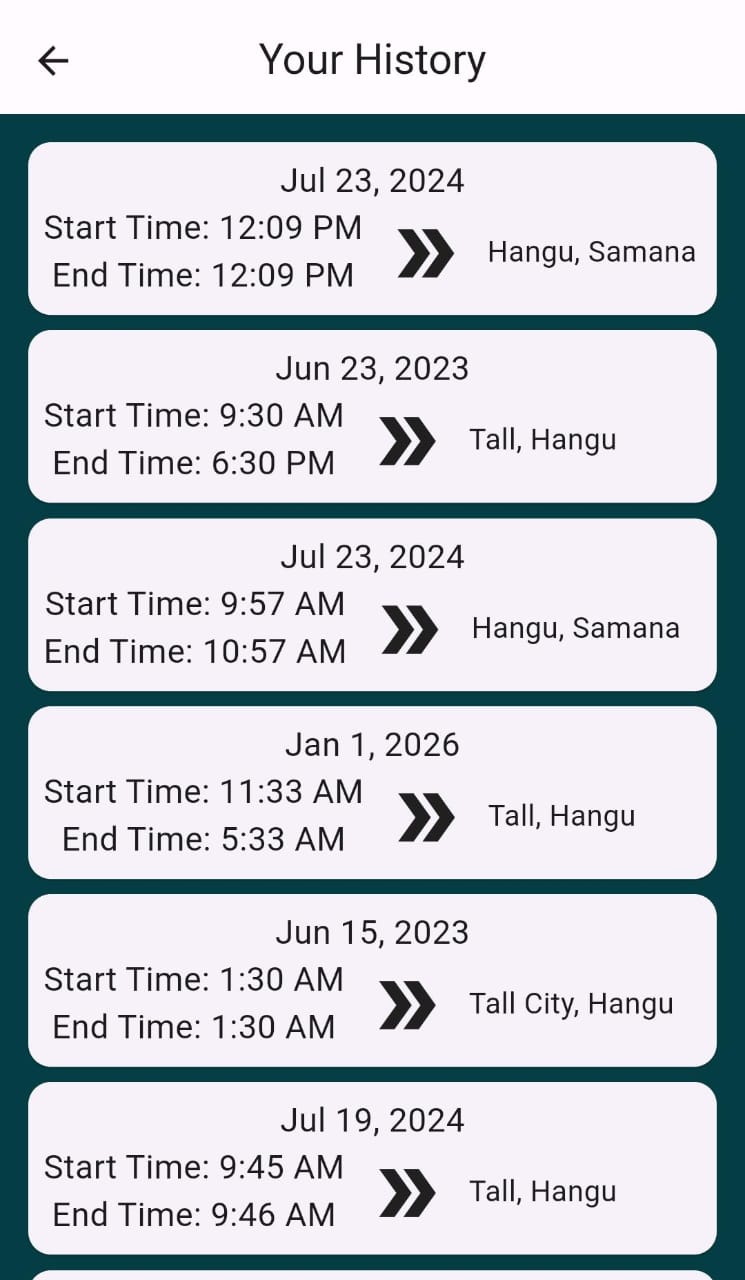 Your History
Jul 23, 2024
Start Time: 12:09 PM
End Time: 12:09 PM
Hangu, Samana
Jun 23, 2023
Start Time: 9:30 AM
End Time: 6:30 PM
Tall, Hangu
Jul 23, 2024
Start Time: 9:57 AM
End Time: 10:57 AM
Hangu, Samana
Jan 1, 2026
Start Time: 11:33 AM
End Time: 5:33 AM
Tall, Hangu
Jun 15, 2023
Start Time: 1:30 AM
End Time: 1:30 AM
Tall City, Hangu
Jul 19, 2024
Start Time: 9:45 AM
End Time: 9:46 AM
Tall, Hangu